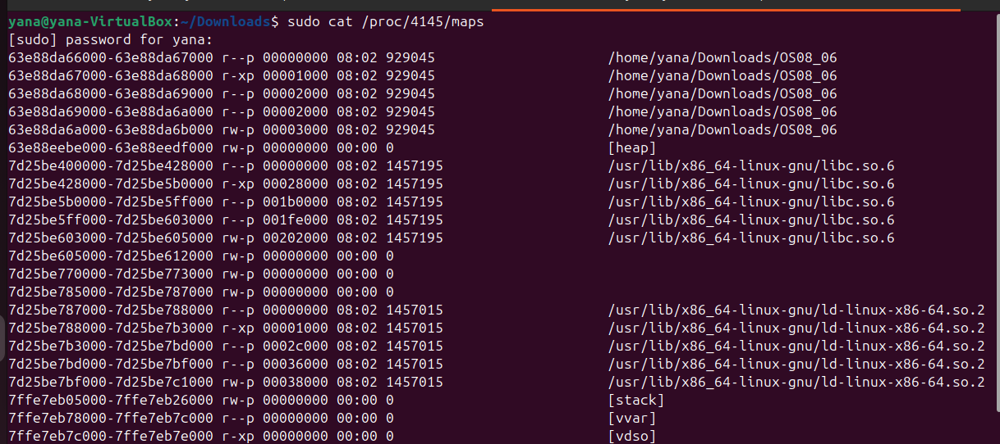 yana@yana-VirtualBox:~/Downloads$ sudo cat /proc/4145/maps
[sudo] password for yana:
63e88da66000-63e88da67000 r--p 00000000 08:02 929045 /home/yana/Downloads/OS08_06
63e88da67000-63e88da68000 r-xp 00001000 08:02 929045 /home/yana/Downloads/OS08_06
63e88da68000-63e88da69000 r--p 00002000 08:02 929045 /home/yana/Downloads/OS08_06
63e88da69000-63e88da6a000 r--p 00002000 08:02 929045 /home/yana/Downloads/OS08_06
63e88da6a000-63e88da6b000 rw-p 00003000 08:02 929045 /home/yana/Downloads/OS08_06
63e88eebe000-63e88eedf000 rw-p 00000000 00:00 0 [heap]
7d25be400000-7d25be428000 r--p 00000000 08:02 1457195 /usr/lib/x86_64-linux-gnu/libc.so.6
7d25be428000-7d25be5b0000 r-xp 00028000 08:02 1457195 /usr/lib/x86_64-linux-gnu/libc.so.6
7d25be5b0000-7d25be5ff000 r--p 001b0000 08:02 1457195 /usr/lib/x86_64-linux-gnu/libc.so.6
7d25be5ff000-7d25be603000 r--p 001fe000 08:02 1457195 /usr/lib/x86_64-linux-gnu/libc.so.6
7d25be603000-7d25be605000 rw-p 00202000 08:02 1457195 /usr/lib/x86_64-linux-gnu/libc.so.6
7d25be605000-7d25be612000 rw-p 00000000 00:00 0
7d25be770000-7d25be773000 rw-p 00000000 00:00 0
7d25be785000-7d25be787000 rw-p 00000000 00:00 0
7d25be787000-7d25be788000 r--p 00000000 08:02 1457015 /usr/lib/x86_64-linux-gnu/ld-linux-x86-64.so.2
7d25be788000-7d25be7b3000 r-xp 00001000 08:02 1457015 /usr/lib/x86_64-linux-gnu/ld-linux-x86-64.so.2
7d25be7b3000-7d25be7bd000 r--p 0002c000 08:02 1457015 /usr/lib/x86_64-linux-gnu/ld-linux-x86-64.so.2
7d25be7bd000-7d25be7bf000 r--p 00036000 08:02 1457015 /usr/lib/x86_64-linux-gnu/ld-linux-x86-64.so.2
7d25be7bf000-7d25be7c1000 rw-p 00038000 08:02 1457015 /usr/lib/x86_64-linux-gnu/ld-linux-x86-64.so.2
7ffe7eb05000-7ffe7eb26000 rw-p 00000000 00:00 0 [stack]
7ffe7eb78000-7ffe7eb7c000 r--p 00000000 00:00 0 [vvar]
7ffe7eb7c000-7ffe7eb7e000 r-xp 00000000 00:00 0 [vdso]